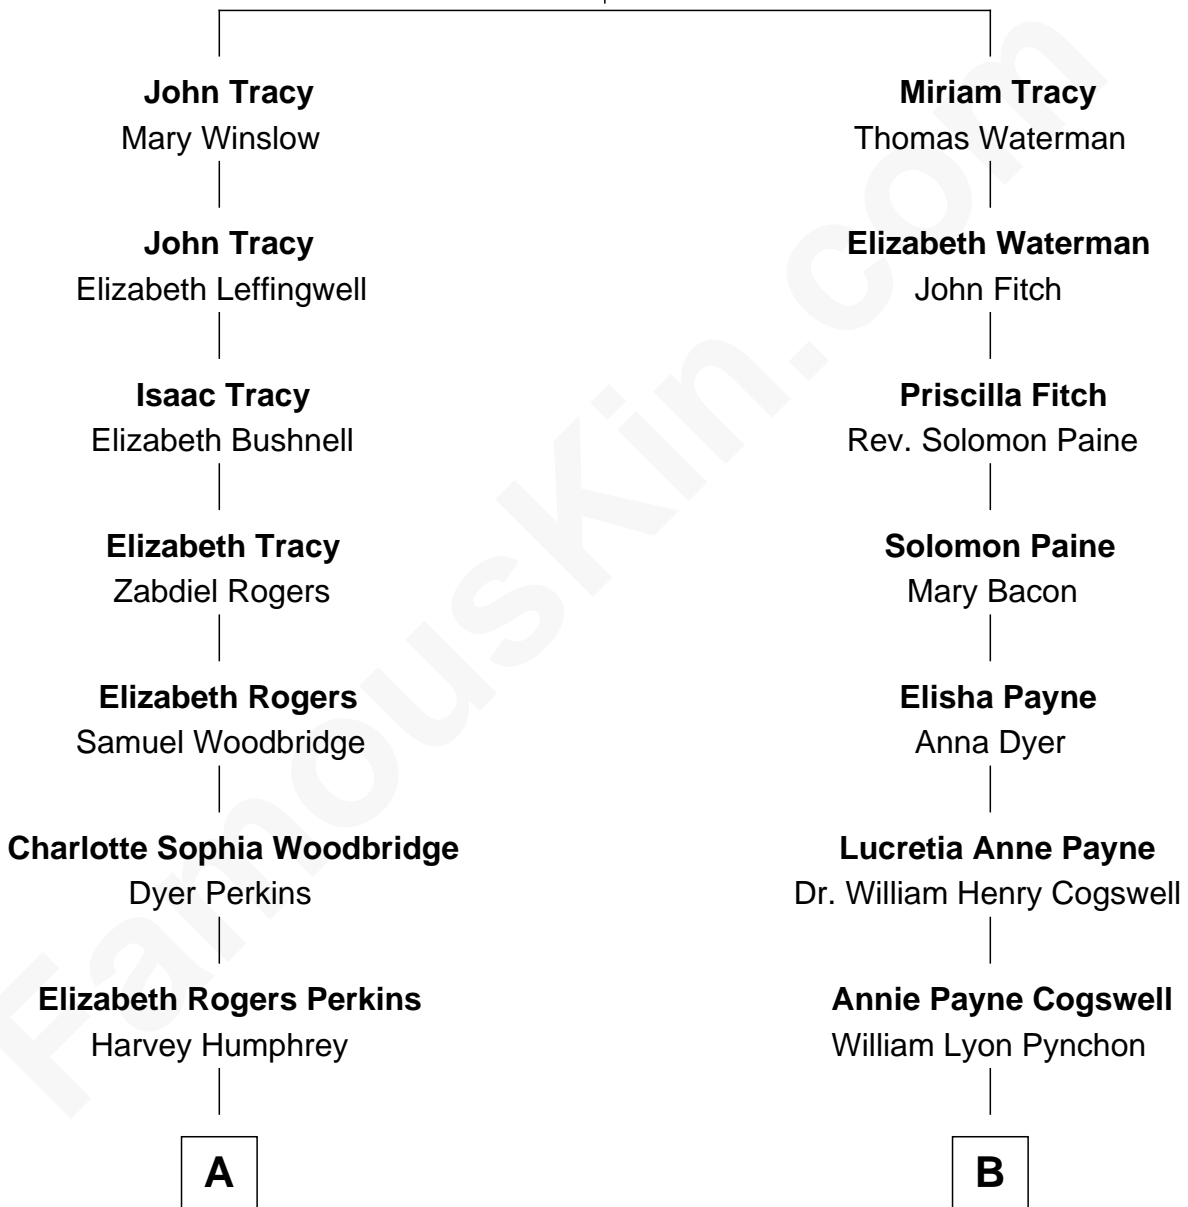 John Tracy
Mary Winslow
John Tracy
Elizabeth Leffingwell
Isaac Tracy
Elizabeth Bushnell
Elizabeth Tracy
Zabdiel Rogers
Elizabeth Rogers
Samuel Woodbridge
Charlotte Sophia Woodbridge
Dyer Perkins
Elizabeth Rogers Perkins
Harvey Humphrey
A
Miriam Tracy
Thomas Waterman
Elizabeth Waterman
John Fitch
Priscilla Fitch
Rev. Solomon Paine
Solomon Paine
Mary Bacon
Elisha Payne
Anna Dyer
Lucretia Anne Payne
Dr. William Henry Cogswell
Annie Payne Cogswell
William Lyon Pynchon
B
FamousKin.com